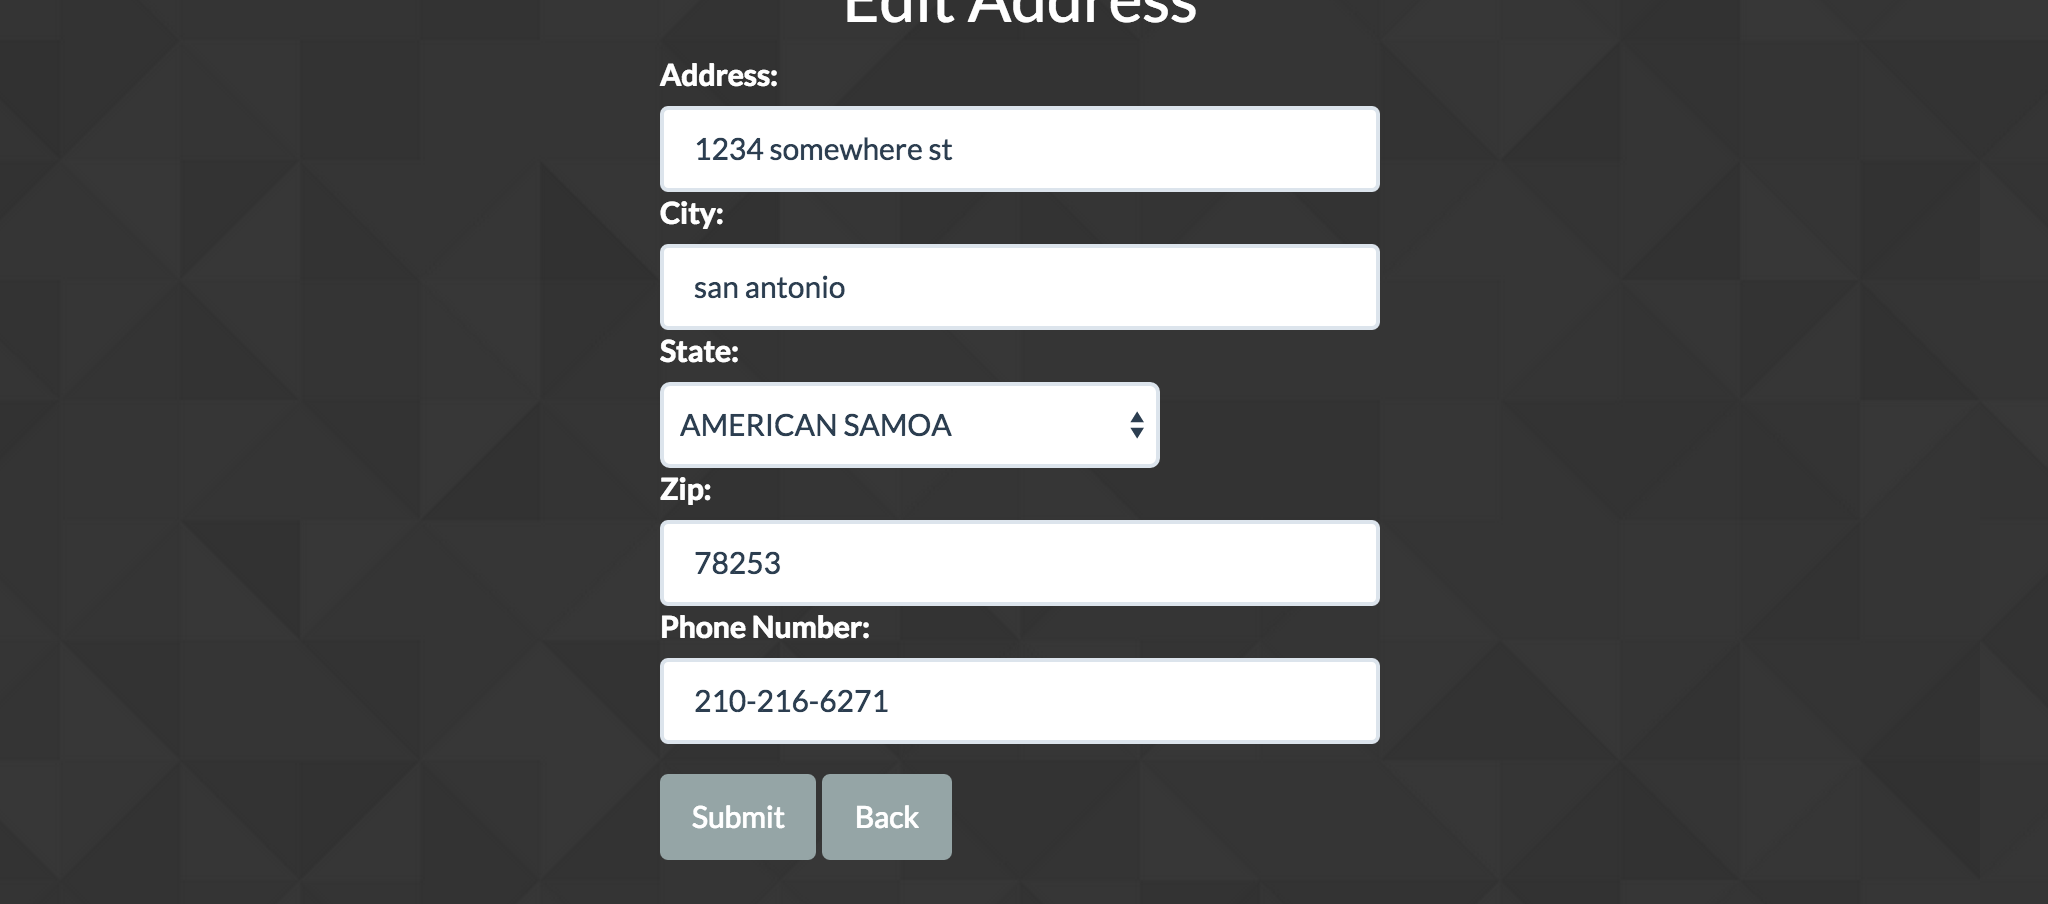 Edit Address
Address:
1234 somewhere st
City:
san antonio
State:
AMERICAN SAMOA
Zip:
78253
Phone Number:
210-216-6271
Submit Back